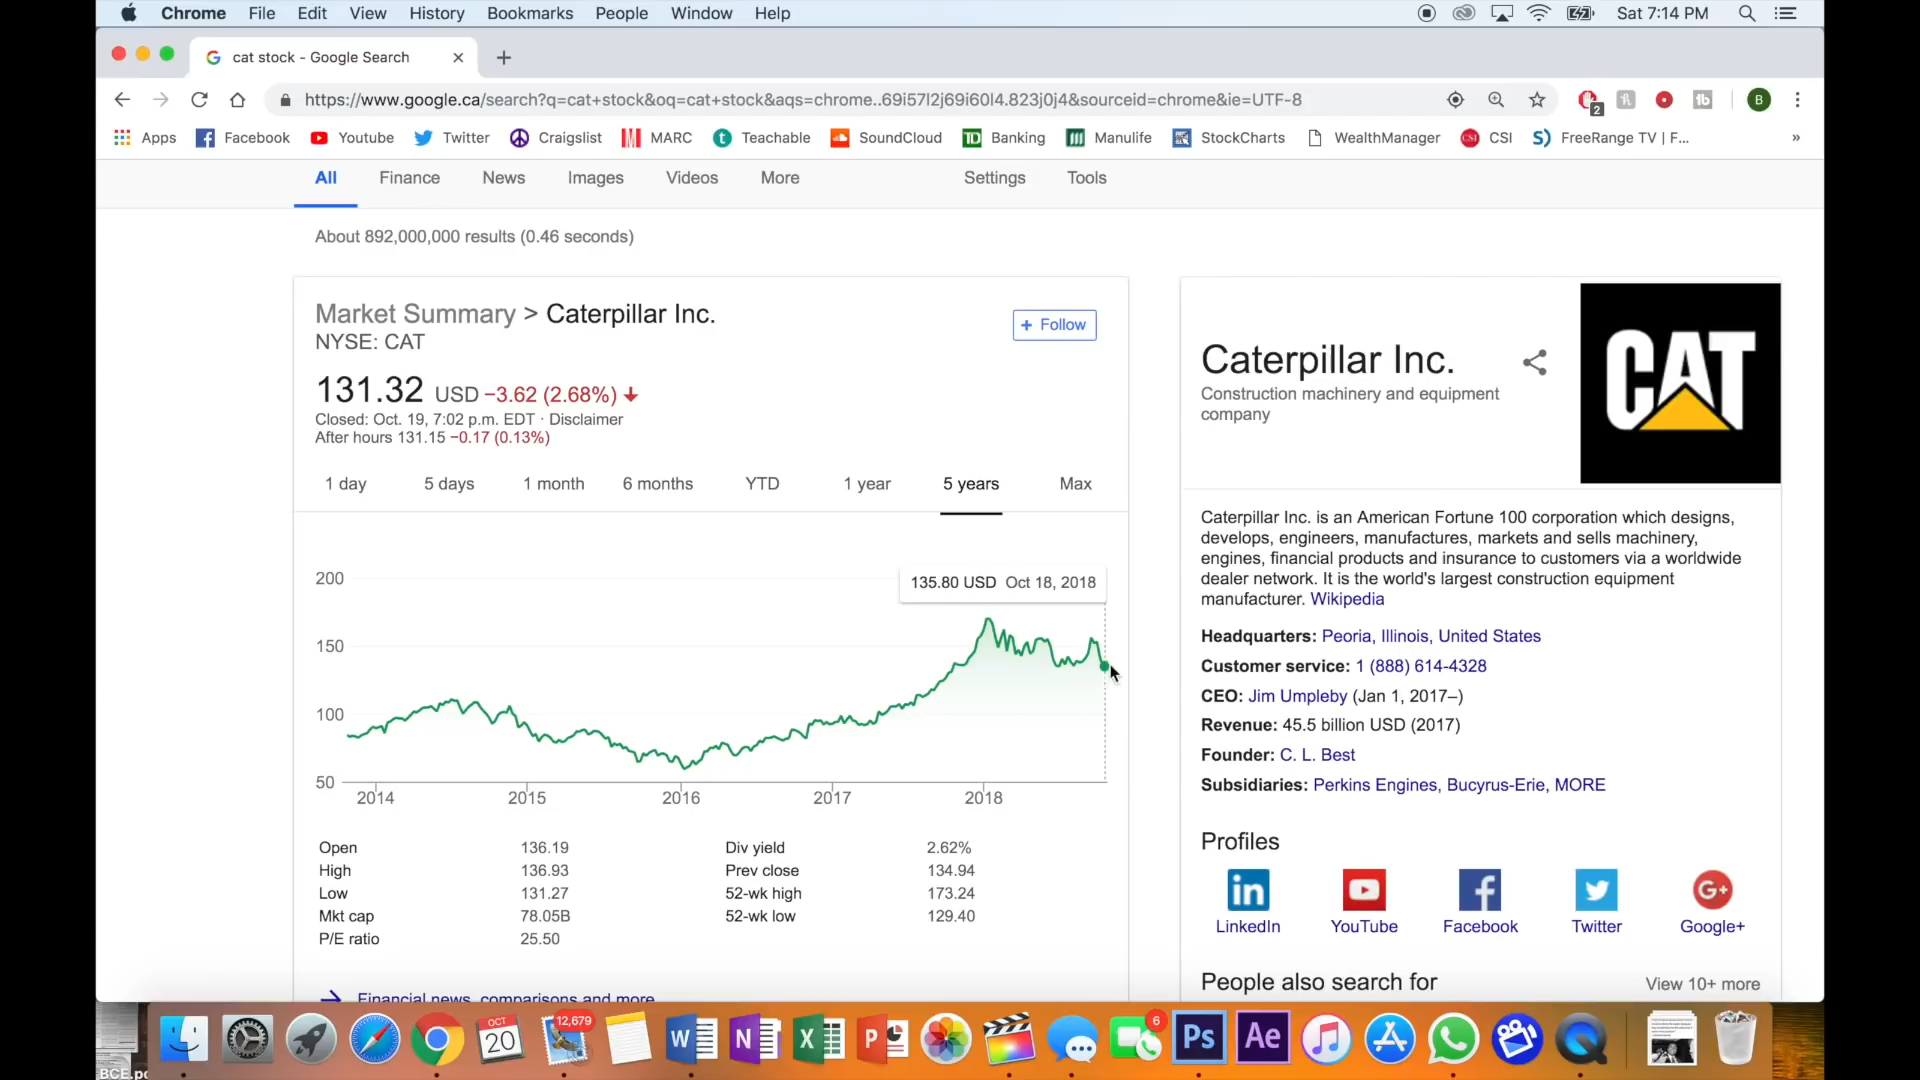 Chrome File Edit View History Bookmarks People Window Help Sat 7:14 PM
cat stock - Google Search
https://www.google.ca/search?q=cat+stock&oq=cat+stock&aqs=chrome..69i57l2j69i60l4.823j0j4&sourceid=chrome&ie=UTF-8
2
B
Apps Facebook Youtube Twitter Craigslist MARC Teachable SoundCloud TD Banking Manulife StockCharts WealthManager CSI CSI FreeRange TV | F... »
All Finance News Images Videos More Settings Tools
About 892,000,000 results (0.46 seconds)
Market Summary > Caterpillar Inc.
NYSE: CAT
+ Follow
131.32 USD −3.62 (2.68%)
Closed: Oct. 19, 7:02 p.m. EDT · Disclaimer
After hours 131.15 −0.17 (0.13%)
1 day 5 days 1 month 6 months YTD 1 year 5 years Max
135.80 USD Oct 18, 2018
200
150
100
50
2014 2015 2016 2017 2018
Open 136.19 Div yield 2.62%
High 136.93 Prev close 134.94
Low 131.27 52-wk high 173.24
Mkt cap 78.05B 52-wk low 129.40
P/E ratio 25.50
Financial news, comparisons and more
Caterpillar Inc.
Construction machinery and equipment
company
CAT
Caterpillar Inc. is an American Fortune 100 corporation which designs,
develops, engineers, manufactures, markets and sells machinery,
engines, financial products and insurance to customers via a worldwide
dealer network. It is the world's largest construction equipment
manufacturer. Wikipedia
Headquarters: Peoria, Illinois, United States
Customer service: 1 (888) 614-4328
CEO: Jim Umpleby (Jan 1, 2017–)
Revenue: 45.5 billion USD (2017)
Founder: C. L. Best
Subsidiaries: Perkins Engines, Bucyrus-Erie, MORE
Profiles
in G+
LinkedIn YouTube Facebook Twitter Google+
People also search for View 10+ more
OCT
20
12,679
W N X P
6
Ps Ae
BCE.pc